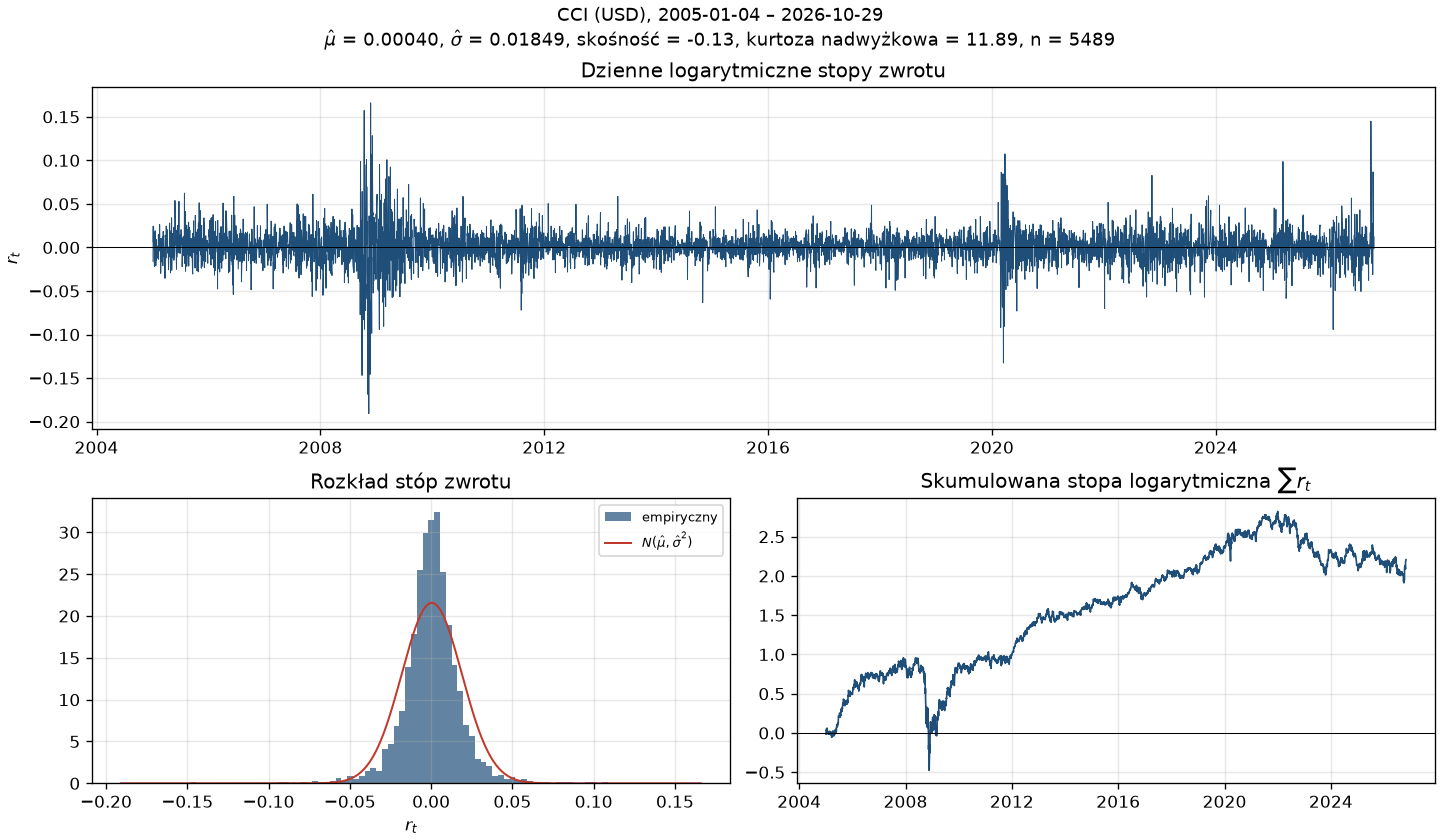 CCI (USD), 2005-01-04 – 2026-10-29
μ̂ = 0.00040, σ̂ = 0.01849, skośność = -0.13, kurtoza nadwyżkowa = 11.89, n = 5489
Dzienne logarytmiczne stopy zwrotu
0.15
0.10
0.05
0.00
−0.05
−0.10
−0.15
−0.20
r_t
2004 2008 2012 2016 2020 2024
Rozkład stóp zwrotu
30
25
20
15
10
5
0
empiryczny
N(μ̂, σ̂²)
−0.20 −0.15 −0.10 −0.05 0.00 0.05 0.10 0.15
r_t
Skumulowana stopa logarytmiczna ∑r_t
2.5
2.0
1.5
1.0
0.5
0.0
−0.5
2004 2008 2012 2016 2020 2024